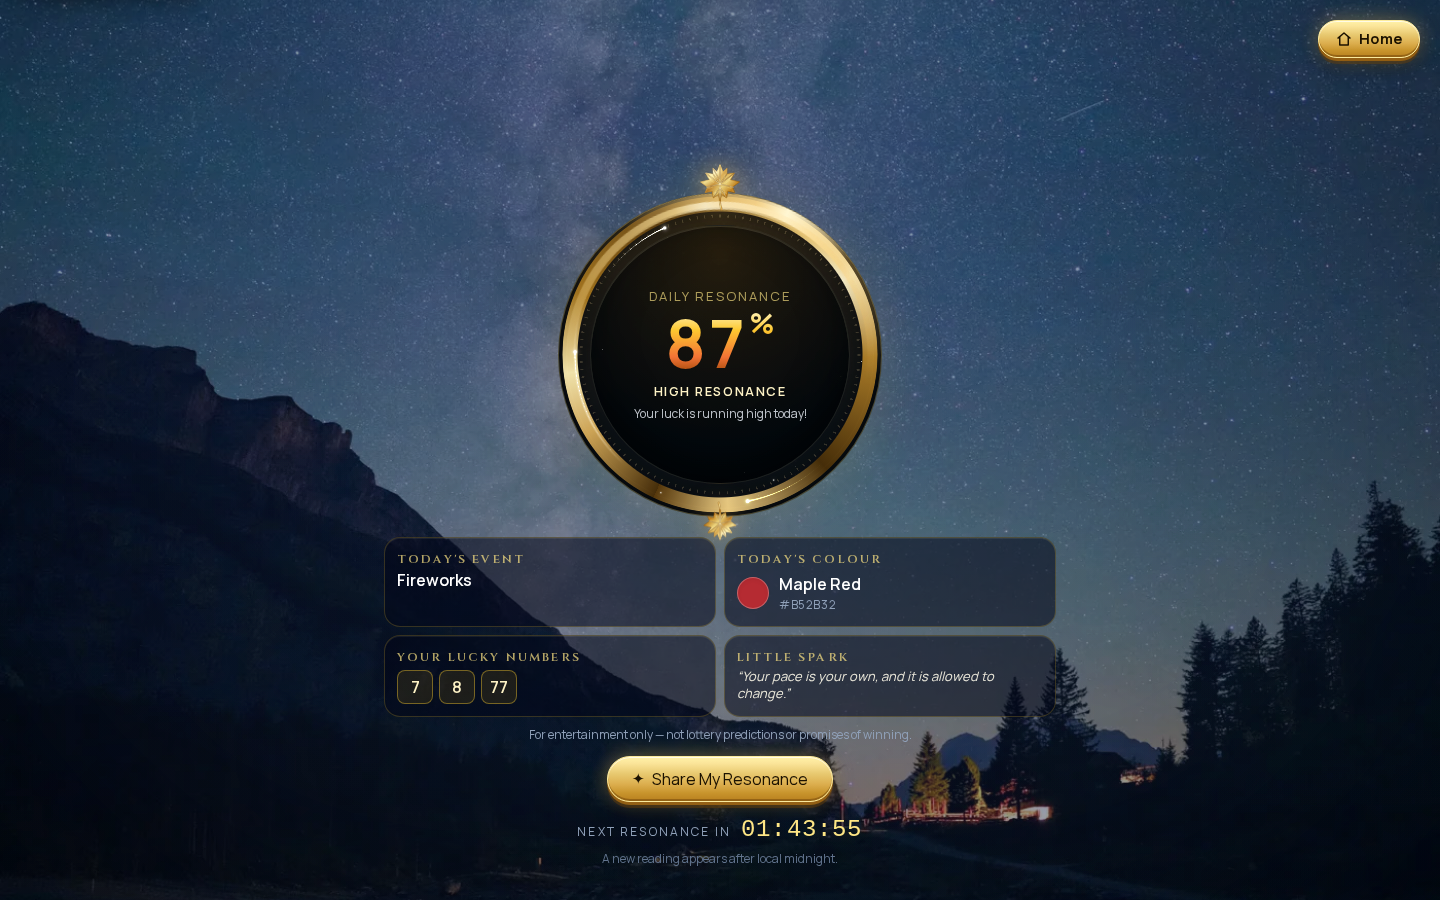 Home
DAILY RESONANCE
87%
HIGH RESONANCE
Your luck is running high today!
TODAY'S EVENT
Fireworks
TODAY'S COLOUR
Maple Red
#B52B32
YOUR LUCKY NUMBERS
7 8 77
LITTLE SPARK
“Your pace is your own, and it is allowed to
change.”
For entertainment only — not lottery predictions or promises of winning.
✦ Share My Resonance
NEXT RESONANCE IN 01:43:55
A new reading appears after local midnight.